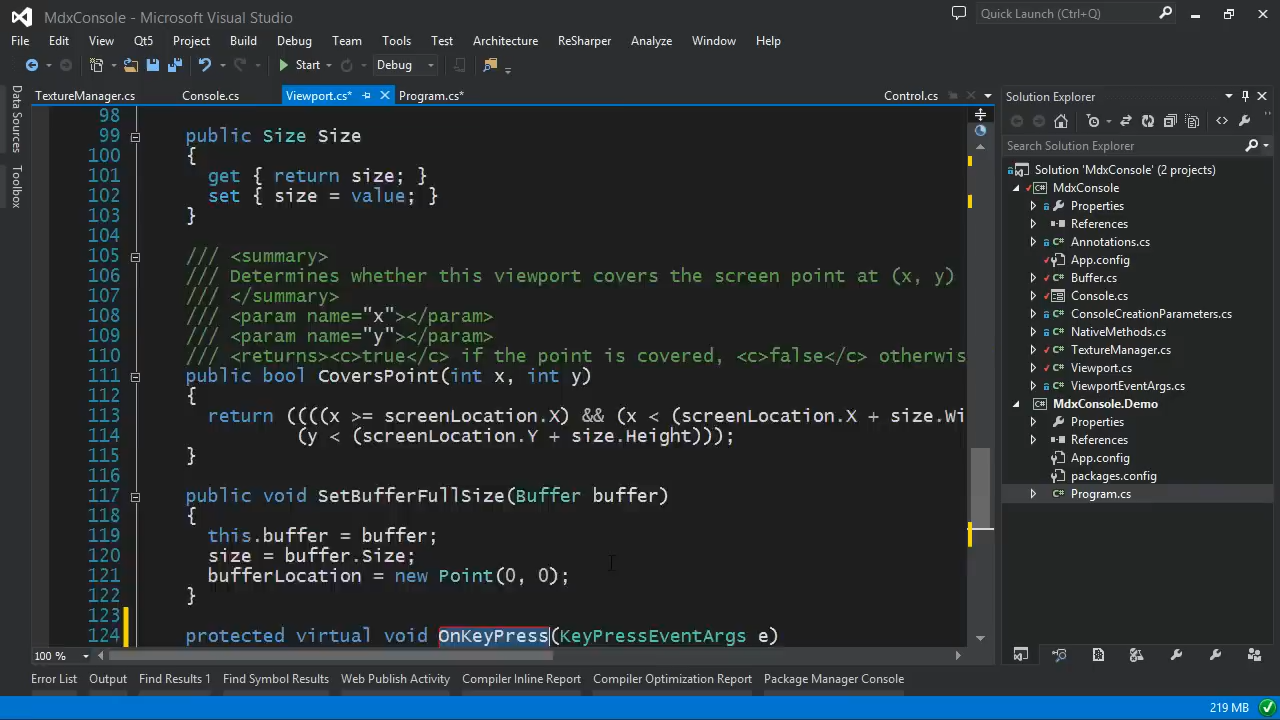 MdxConsole - Microsoft Visual Studio
Quick Launch (Ctrl+Q)
File Edit View Qt5 Project Build Debug Team Tools Test Architecture ReSharper Analyze Window Help
Start Debug
TextureManager.cs Console.cs Viewport.cs* Program.cs* Control.cs
Data Sources
Toolbox
98
99 public Size Size
100 {
101 get { return size; }
102 set { size = value; }
103 }
104
105 /// <summary>
106 /// Determines whether this viewport covers the screen point at (x, y)
107 /// </summary>
108 /// <param name="x"></param>
109 /// <param name="y"></param>
110 /// <returns><c>true</c> if the point is covered, <c>false</c> otherwis
111 public bool CoversPoint(int x, int y)
112 {
113 return ((((x >= screenLocation.X) && (x < (screenLocation.X + size.Wi
114 (y < (screenLocation.Y + size.Height)));
115 }
116
117 public void SetBufferFullSize(Buffer buffer)
118 {
119 this.buffer = buffer;
120 size = buffer.Size;
121 bufferLocation = new Point(0, 0);
122 }
123
124 protected virtual void OnKeyPress(KeyPressEventArgs e)
100 %
Solution Explorer
Search Solution Explorer
Solution 'MdxConsole' (2 projects)
MdxConsole
Properties
References
Annotations.cs
App.config
Buffer.cs
Console.cs
ConsoleCreationParameters.cs
NativeMethods.cs
TextureManager.cs
Viewport.cs
ViewportEventArgs.cs
MdxConsole.Demo
Properties
References
App.config
packages.config
Program.cs
Error List Output Find Results 1 Find Symbol Results Web Publish Activity Compiler Inline Report Compiler Optimization Report Package Manager Console
219 MB